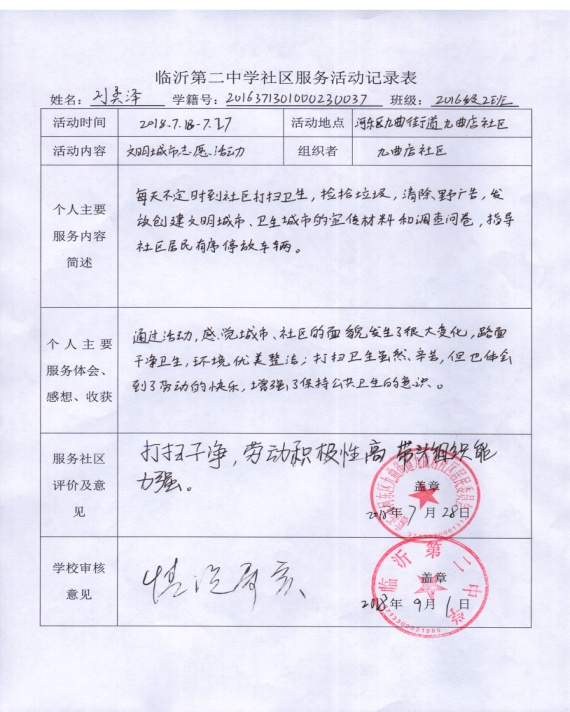 临沂第二中学社区服务活动记录表
姓名：刘奕泽 学籍号：2016371301000230037 班级：2016级2班
活动时间 2018.7.18-7.27 活动地点 河东区九曲街道九曲店社区
活动内容 文明城市志愿活动 组织者 九曲店社区
个人主要
服务内容
简述
每天不定时到社区打扫卫生，捡拾垃圾，清除野广告，发
放创建文明城市、卫生城市的宣传材料和调查问卷，指导
社区居民有序停放车辆。
个人主要
服务体会、
感想、收获
通过活动，感觉城市、社区的面貌发生了很大变化，路面
干净卫生，环境优美整洁；打扫卫生虽然辛苦，但也体会
到了劳动的快乐，增强了保持公共卫生的意识。
服务社区
评价及意
见
打扫干净，劳动积极性高 带头组织能
力强。
盖章
2018年7月28日
学校审核
意见
情况属实
临沂第二中学
盖章
2018年9月1日